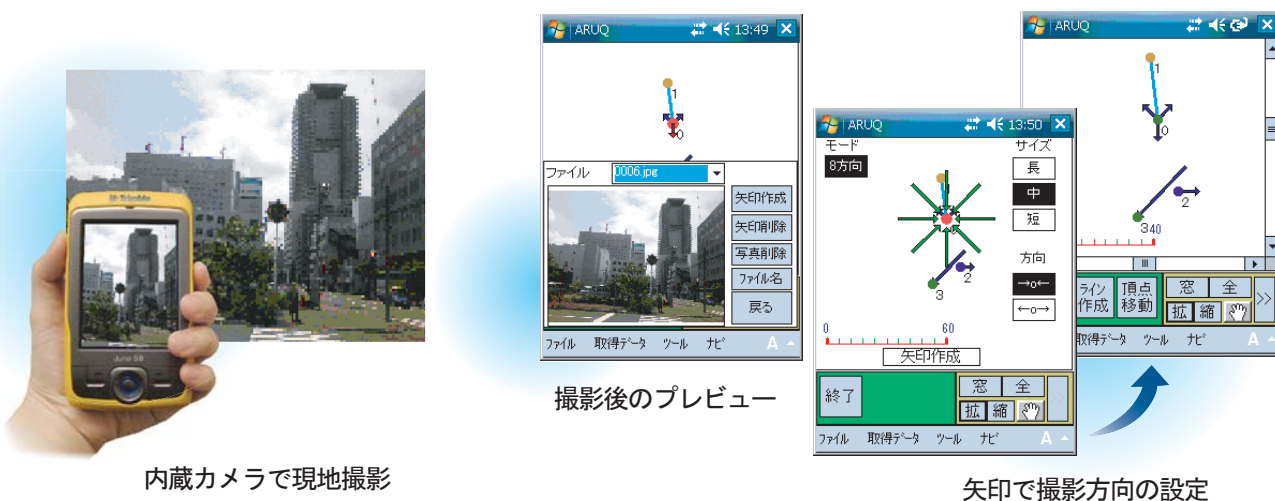 Trimble
Juno SB
内蔵カメラで現地撮影
ARUQ
13:49
1
0
ファイル
0006.jpg
矢印作成
矢印削除
写真削除
ファイル名
戻る
ファイル 取得データ ツール ナビ A
撮影後のプレビュー
ARUQ
13:50
モード
8方向
サイズ
長
中
短
方向
→o←
←o→
2
3
0 60
矢印作成
終了
窓 全
拡 縮
>>
ファイル 取得データ ツール ナビ A
ARUQ
1
0
2
3
40
ライン作成
頂点移動
窓 全
拡 縮
>>
取得データ ツール ナビ A
矢印で撮影方向の設定